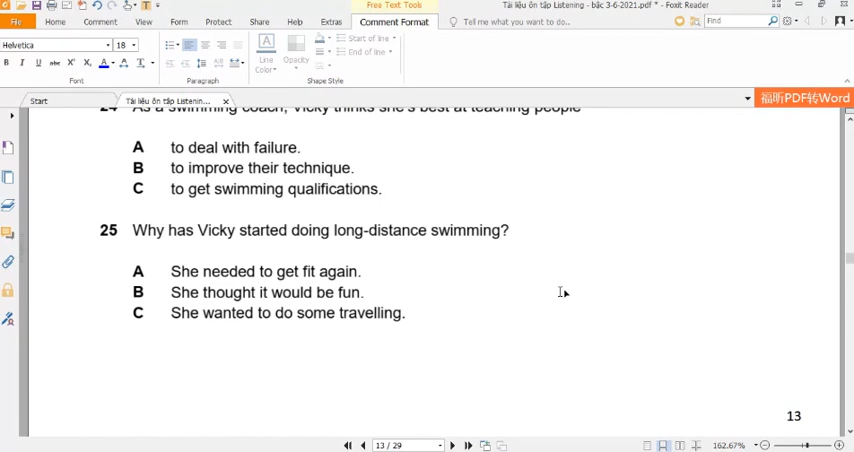 Free Text Tools
Tài liệu ôn tập Listening - bậc 3-6-2021.pdf * - Foxit Reader
File Home Comment View Form Protect Share Help Extras Comment Format Tell me what you want to do... Find
Helvetica 18 Start of line
End of line
B I U abc X² X₂ A T Line Color Opacity
Font Paragraph Shape Style
Start Tài liệu ôn tập Listenin... 福昕PDF转Word
24 As a swimming coach, Vicky thinks she's best at teaching people
A to deal with failure.
B to improve their technique.
C to get swimming qualifications.
25 Why has Vicky started doing long-distance swimming?
A She needed to get fit again.
B She thought it would be fun.
C She wanted to do some travelling.
13
13 / 29 162.67%